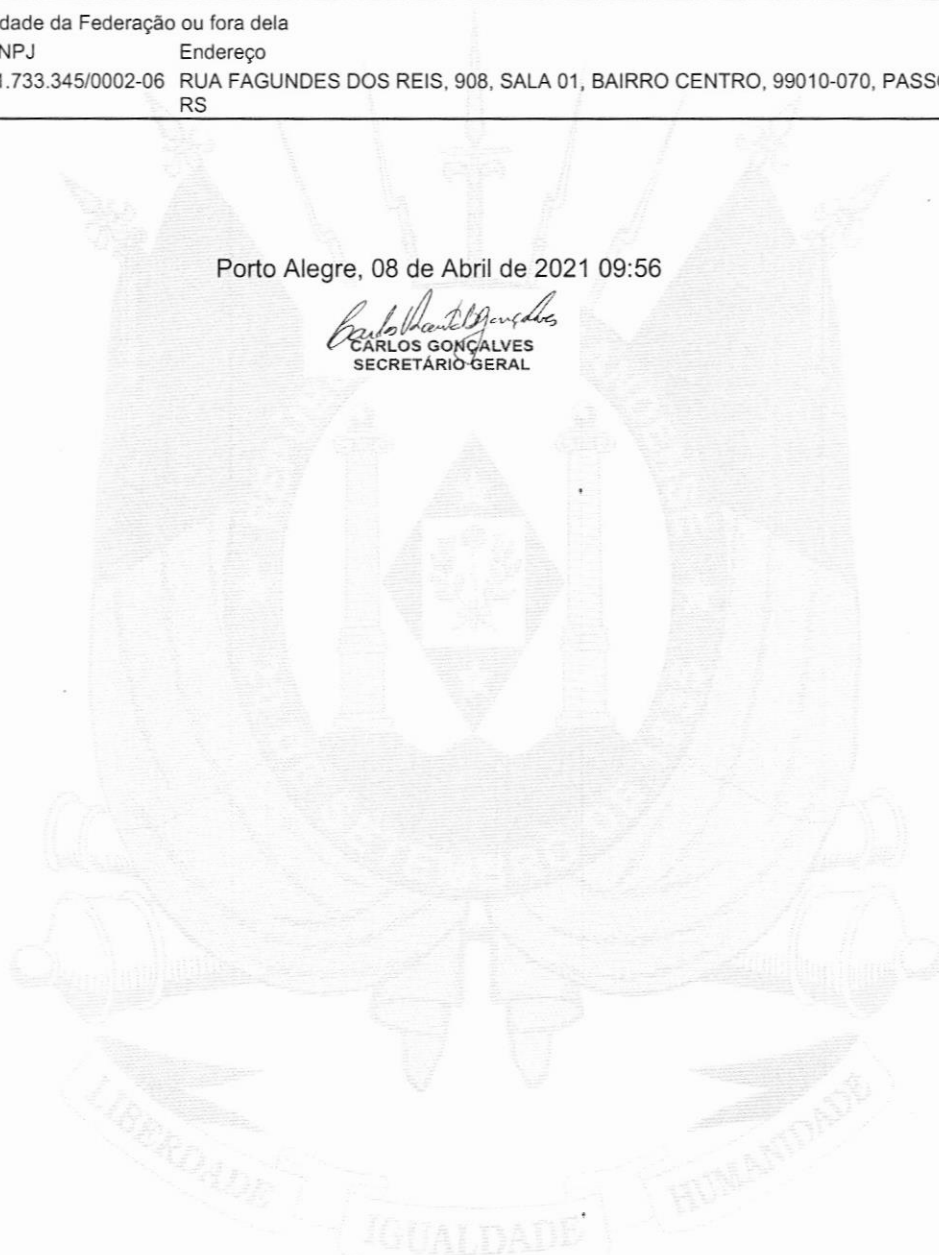 dade da Federação ou fora dela
NPJ Endereço
1.733.345/0002-06 RUA FAGUNDES DOS REIS, 908, SALA 01, BAIRRO CENTRO, 99010-070, PASS
RS
Porto Alegre, 08 de Abril de 2021 09:56
CARLOS GONÇALVES
SECRETÁRIO GERAL
LIBERDADE
IGUALDADE
HUMANIDADE